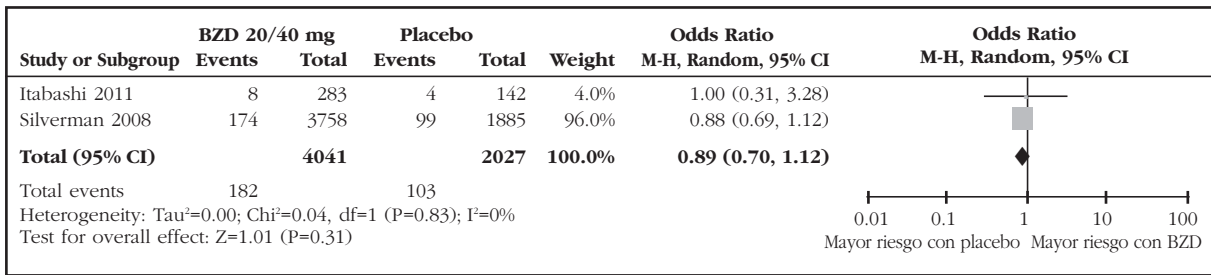 BZD 20/40 mg Placebo Odds Ratio Odds Ratio
Study or Subgroup Events Total Events Total Weight M-H, Random, 95% CI M-H, Random, 95% CI
Itabashi 2011 8 283 4 142 4.0% 1.00 (0.31, 3.28)
Silverman 2008 174 3758 99 1885 96.0% 0.88 (0.69, 1.12)
Total (95% CI) 4041 2027 100.0% 0.89 (0.70, 1.12)
Total events 182 103
Heterogeneity: Tau²=0.00; Chi²=0.04, df=1 (P=0.83); I²=0%
Test for overall effect: Z=1.01 (P=0.31)
0.01 0.1 1 10 100
Mayor riesgo con placebo Mayor riesgo con BZD